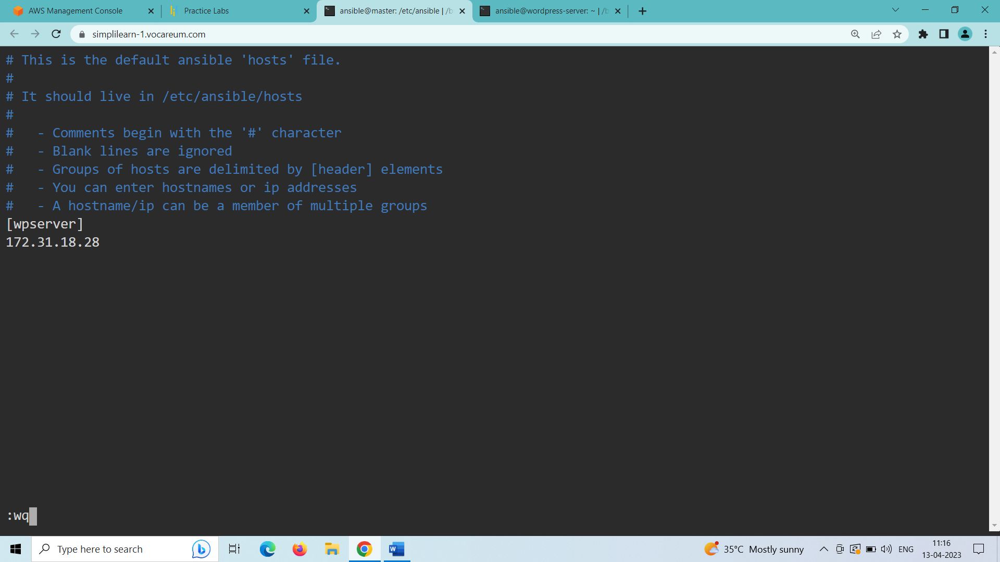 AWS Management Console
Practice Labs
ansible@master: /etc/ansible | /b
ansible@wordpress-server: ~ | /b
simplilearn-1.vocareum.com
# This is the default ansible 'hosts' file.
#
# It should live in /etc/ansible/hosts
#
#   - Comments begin with the '#' character
#   - Blank lines are ignored
#   - Groups of hosts are delimited by [header] elements
#   - You can enter hostnames or ip addresses
#   - A hostname/ip can be a member of multiple groups
[wpserver]
172.31.18.28
:wq
Type here to search
35°C Mostly sunny
ENG
11:16
13-04-2023